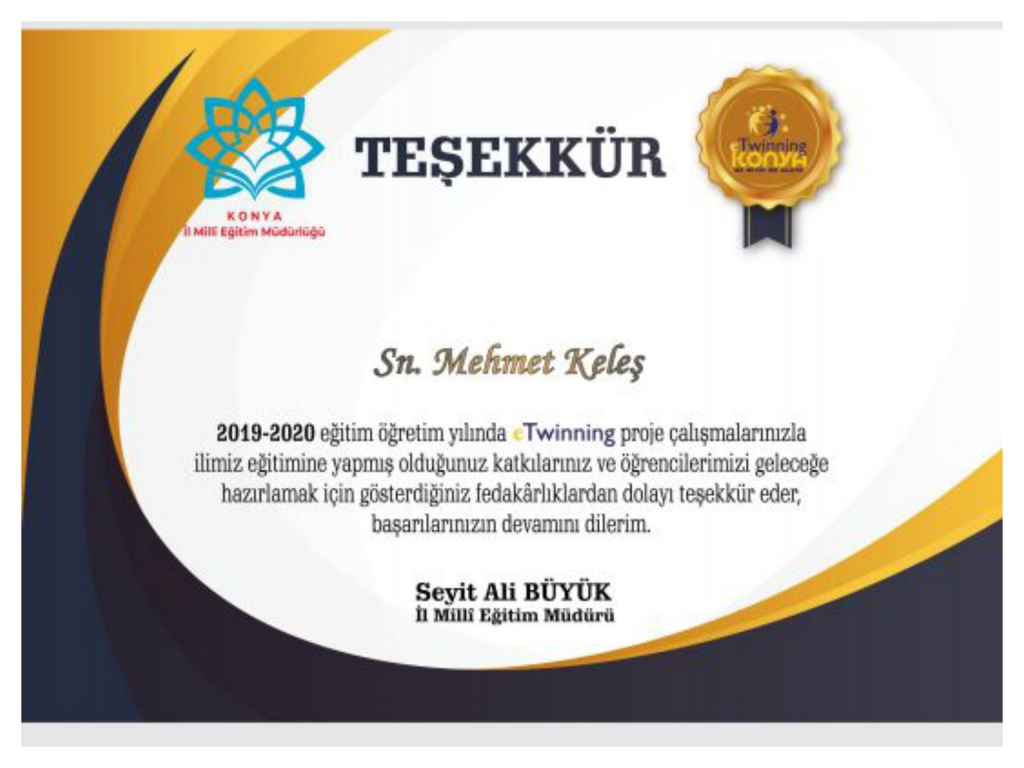 TEŞEKKÜR
eTwinning
KONYA
KONYA
İl Millî Eğitim Müdürlüğü
Sn. Mehmet Keleş
2019-2020 eğitim öğretim yılında eTwinning proje çalışmalarınızla
ilimiz eğitimine yapmış olduğunuz katkılarınız ve öğrencilerimizi geleceğe
hazırlamak için gösterdiğiniz fedakârlıklardan dolayı teşekkür eder,
başarılarınızın devamını dilerim.
Seyit Ali BÜYÜK
İl Millî Eğitim Müdürü